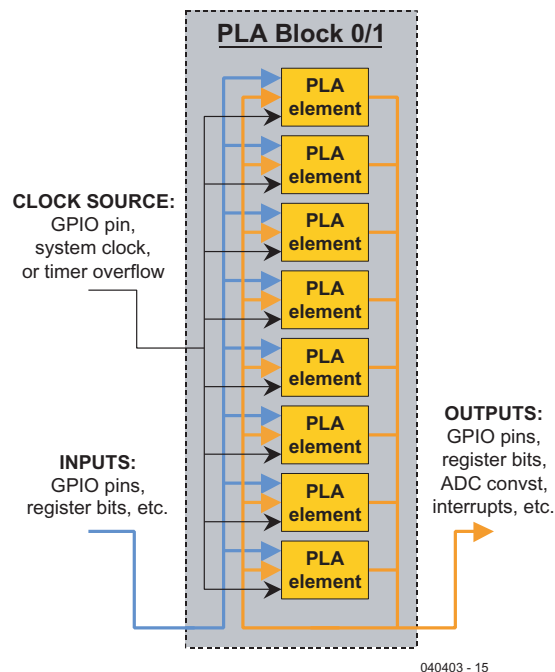 PLA Block 0/1
PLA
element
PLA
element
PLA
element
PLA
element
PLA
element
PLA
element
PLA
element
PLA
element
CLOCK SOURCE:
GPIO pin,
system clock,
or timer overflow
INPUTS:
GPIO pins,
register bits, etc.
OUTPUTS:
GPIO pins,
register bits,
ADC convst,
interrupts, etc.
040403 - 15